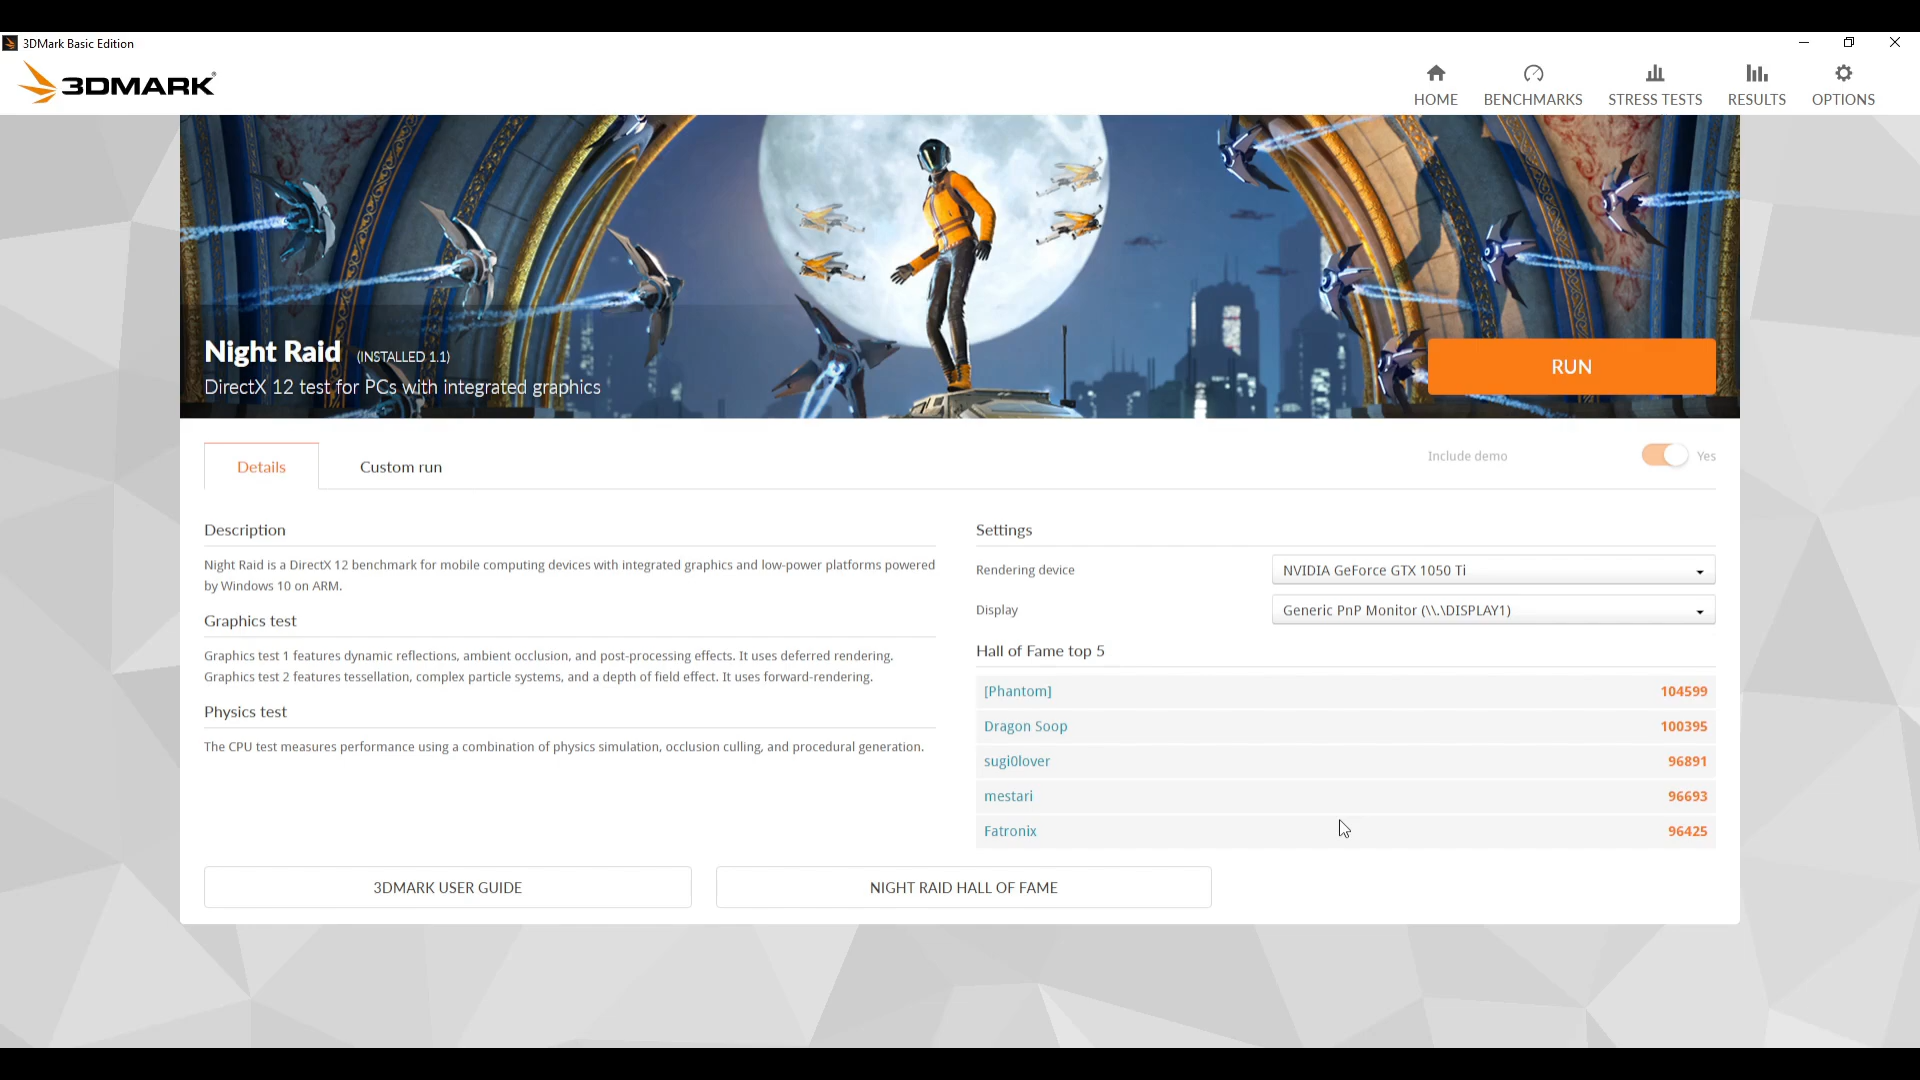 3DMark Basic Edition
3DMARK®
HOME
BENCHMARKS
STRESS TESTS
RESULTS
OPTIONS
Night Raid (INSTALLED 1.1)
DirectX 12 test for PCs with integrated graphics
RUN
Details
Custom run
Include demo
Yes
Description
Night Raid is a DirectX 12 benchmark for mobile computing devices with integrated graphics and low-power platforms powered
by Windows 10 on ARM.
Graphics test
Graphics test 1 features dynamic reflections, ambient occlusion, and post-processing effects. It uses deferred rendering.
Graphics test 2 features tessellation, complex particle systems, and a depth of field effect. It uses forward-rendering.
Physics test
The CPU test measures performance using a combination of physics simulation, occlusion culling, and procedural generation.
Settings
Rendering device NVIDIA GeForce GTX 1050 Ti
Display Generic PnP Monitor (\\.\DISPLAY1)
Hall of Fame top 5
[Phantom] 104599
Dragon Soop 100395
sugi0lover 96891
mestari 96693
Fatronix 96425
3DMARK USER GUIDE
NIGHT RAID HALL OF FAME